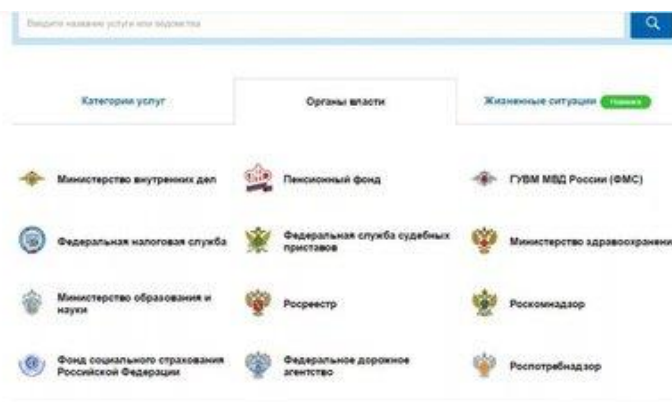 Введите название услуги или ведомства
Категории услуг
Органы власти
Жизненные ситуации Новинка
Министерство внутренних дел
Пенсионный фонд
ГУВМ МВД России (ФМС)
Федеральная налоговая служба
Федеральная служба судебных
приставов
Министерство здравоохранени
Министерство образования и
науки
Росреестр
Роскомнадзор
Фонд социального страхования
Российской Федерации
Федеральное дорожное
агентство
Роспотребнадзор